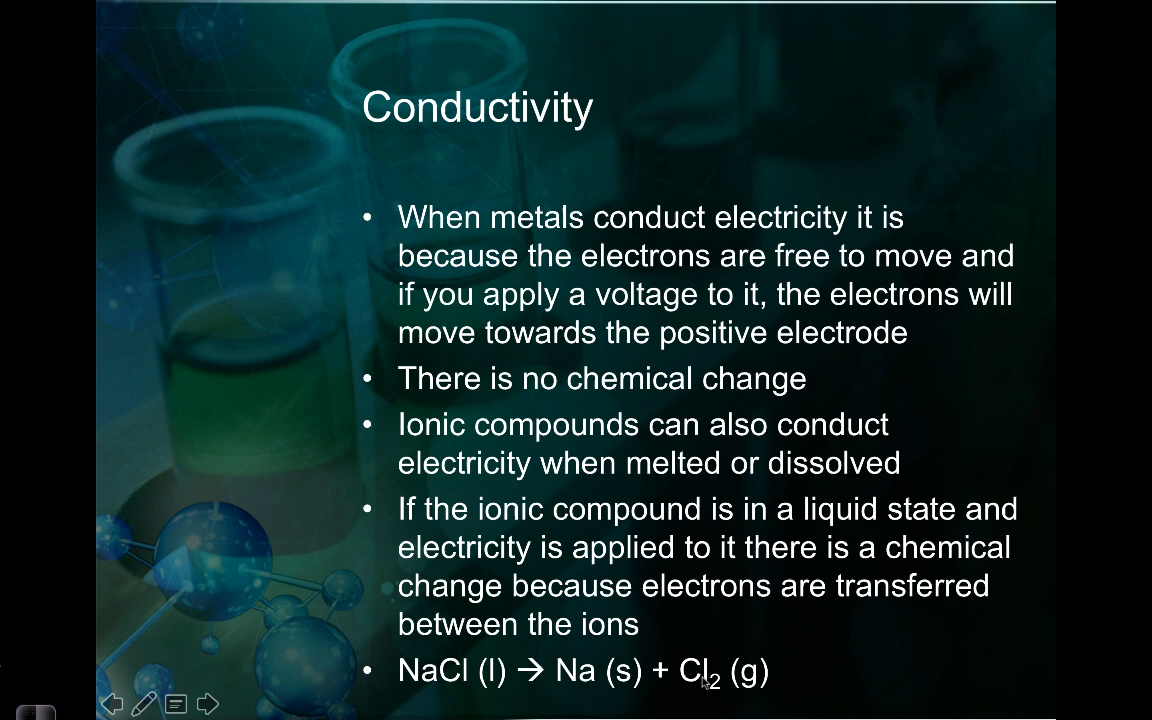 Conductivity
• When metals conduct electricity it is
because the electrons are free to move and
if you apply a voltage to it, the electrons will
move towards the positive electrode
• There is no chemical change
• Ionic compounds can also conduct
electricity when melted or dissolved
• If the ionic compound is in a liquid state and
electricity is applied to it there is a chemical
change because electrons are transferred
between the ions
• NaCl (l) → Na (s) + Cl₂ (g)